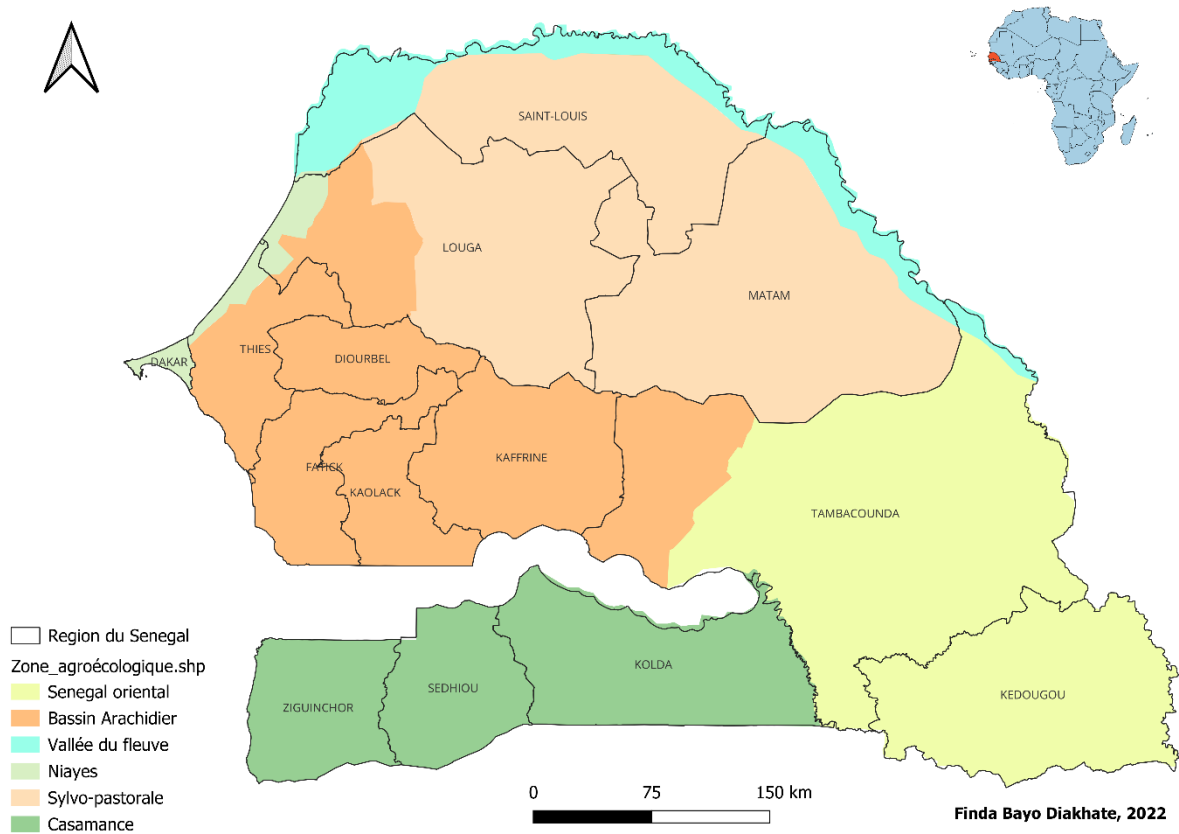 SAINT-LOUIS
LOUGA
MATAM
THIES
DIOURBEL
DAKAR
KAFFRINE
FATICK
KAOLACK
TAMBACOUNDA
KOLDA
SEDHIOU
ZIGUINCHOR
KEDOUGOU
Region du Senegal
Zone_agroécologique.shp
Senegal oriental
Bassin Arachidier
Vallée du fleuve
Niayes
Sylvo-pastorale
Casamance
0 75 150 km
Finda Bayo Diakhate, 2022